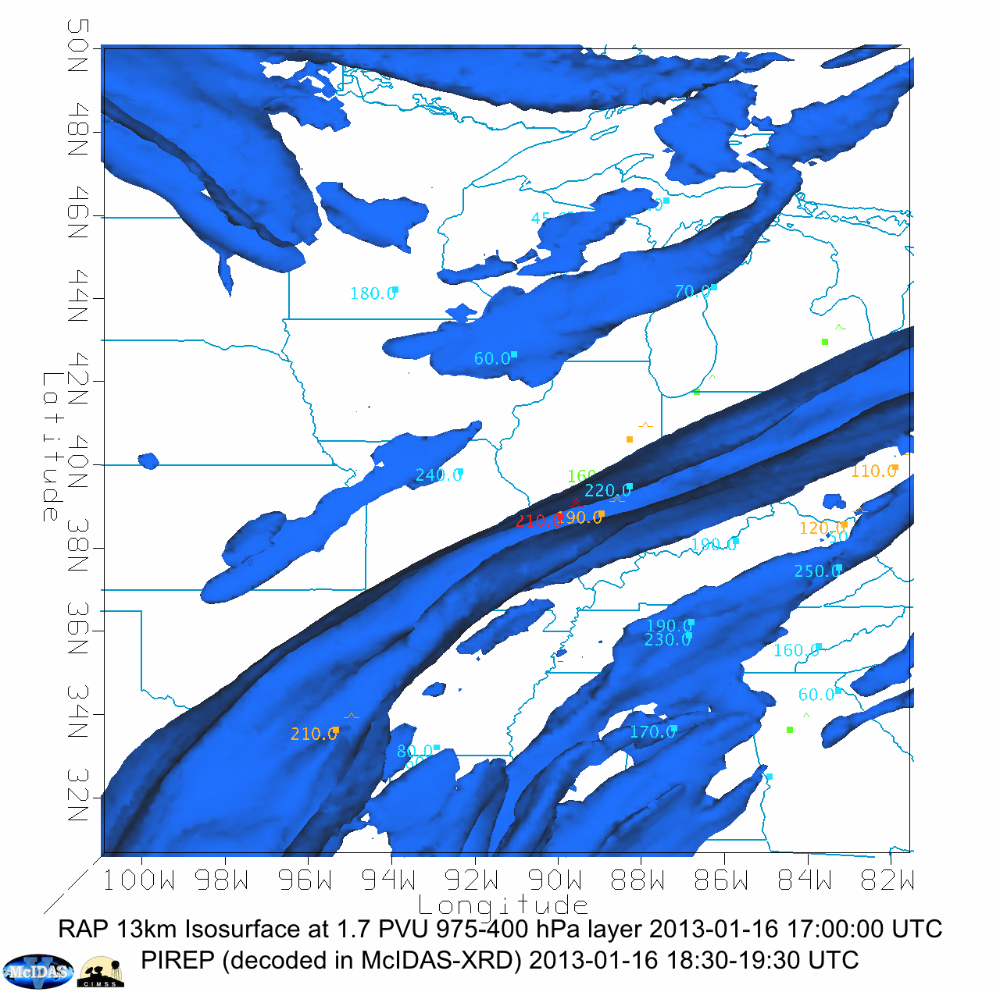 50N
48N
46N
44N
42N
40N
38N
36N
34N
32N
Latitude
45.0
180.0
70.0
60.0
240.0
160
220.0
210.0
190.0
110.0
120.0
50
190.0
250.0
190.0
230.0
160.0
60.0
210.0
170.0
80.0
60
100W 98W 96W 94W 92W 90W 88W 86W 84W 82W
Longitude
RAP 13km Isosurface at 1.7 PVU 975-400 hPa layer 2013-01-16 17:00:00 UTC
PIREP (decoded in McIDAS-XRD) 2013-01-16 18:30-19:30 UTC
McIDAS
V
CIMSS